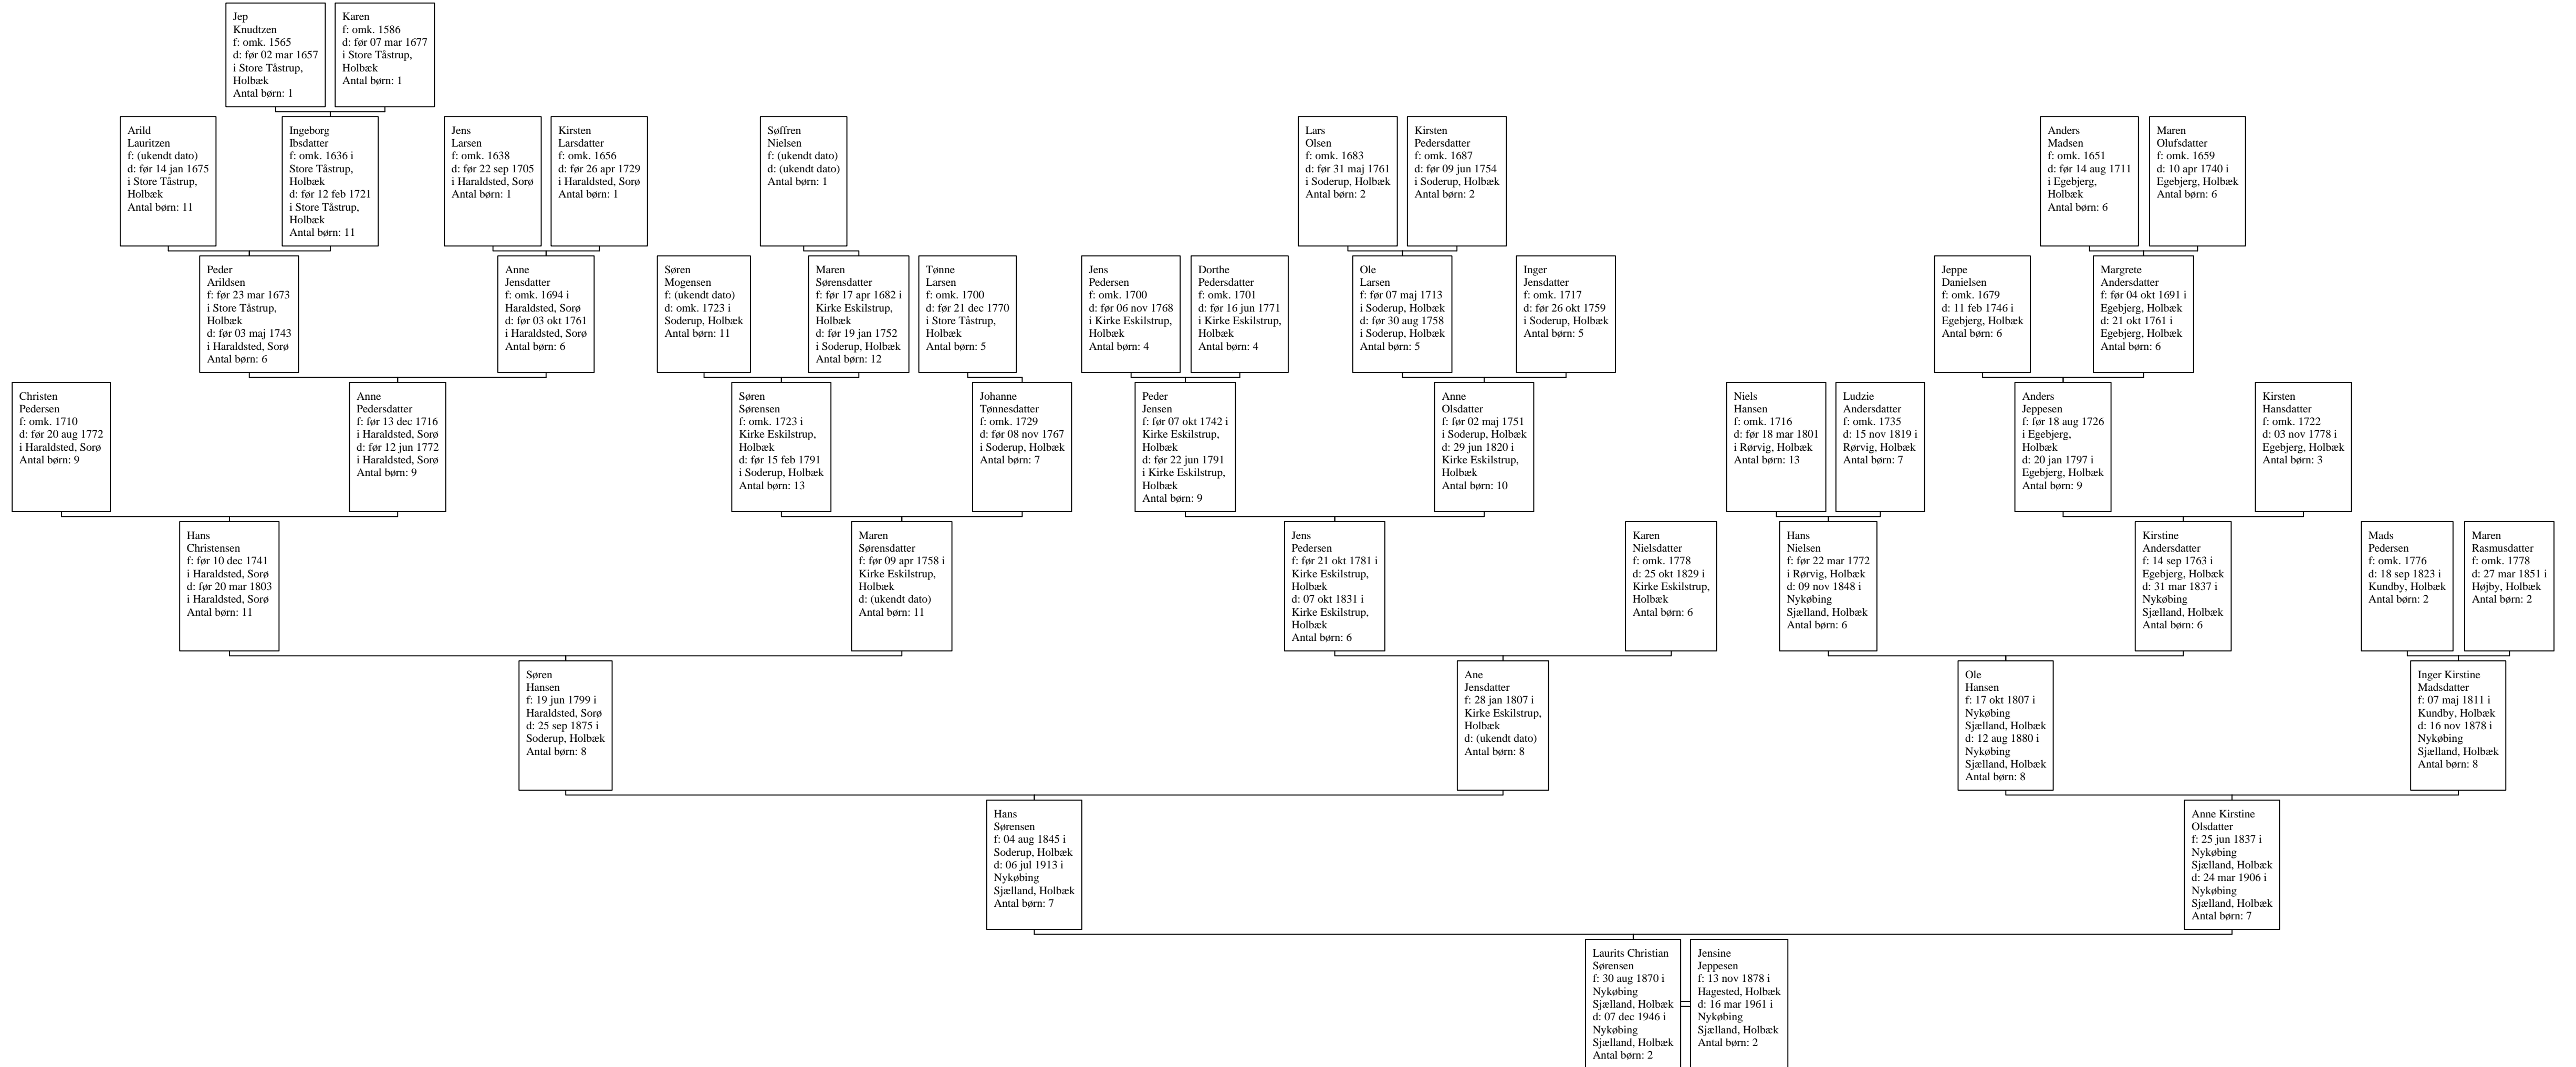 Jep
Knudtzen
f: omk. 1565
d: før 02 mar 1657
i Store Tåstrup,
Holbæk
Antal børn: 1
Karen
f: omk. 1586
d: før 07 mar 1677
i Store Tåstrup,
Holbæk
Antal børn: 1
Arild
Lauritzen
f: (ukendt dato)
d: før 14 jan 1675
i Store Tåstrup,
Holbæk
Antal børn: 11
Ingeborg
Ibsdatter
f: omk. 1636 i
Store Tåstrup,
Holbæk
d: før 12 feb 1721
i Store Tåstrup,
Holbæk
Antal børn: 11
Jens
Larsen
f: omk. 1638
d: før 22 sep 1705
i Haraldsted, Sorø
Antal børn: 1
Kirsten
Larsdatter
f: omk. 1656
d: før 26 apr 1729
i Haraldsted, Sorø
Antal børn: 1
Søffren
Nielsen
f: (ukendt dato)
d: (ukendt dato)
Antal børn: 1
Lars
Olsen
f: omk. 1683
d: før 31 maj 1761
i Soderup, Holbæk
Antal børn: 2
Kirsten
Pedersdatter
f: omk. 1687
d: før 09 jun 1754
i Soderup, Holbæk
Antal børn: 2
Anders
Madsen
f: omk. 1651
d: før 14 aug 1711
i Egebjerg,
Holbæk
Antal børn: 6
Maren
Olufsdatter
f: omk. 1659
d: 10 apr 1740 i
Egebjerg, Holbæk
Antal børn: 6
Peder
Arildsen
f: før 23 mar 1673
i Store Tåstrup,
Holbæk
d: før 03 maj 1743
i Haraldsted, Sorø
Antal børn: 6
Anne
Jensdatter
f: omk. 1694 i
Haraldsted, Sorø
d: før 03 okt 1761
i Haraldsted, Sorø
Antal børn: 6
Søren
Mogensen
f: (ukendt dato)
d: omk. 1723 i
Soderup, Holbæk
Antal børn: 11
Maren
Sørensdatter
f: før 17 apr 1682 i
Kirke Eskilstrup,
Holbæk
d: før 19 jan 1752
i Soderup, Holbæk
Antal børn: 12
Tønne
Larsen
f: omk. 1700
d: før 21 dec 1770
i Store Tåstrup,
Holbæk
Antal børn: 5
Jens
Pedersen
f: omk. 1700
d: før 06 nov 1768
i Kirke Eskilstrup,
Holbæk
Antal børn: 4
Dorthe
Pedersdatter
f: omk. 1701
d: før 16 jun 1771
i Kirke Eskilstrup,
Holbæk
Antal børn: 4
Ole
Larsen
f: før 07 maj 1713
i Soderup, Holbæk
d: før 30 aug 1758
i Soderup, Holbæk
Antal børn: 5
Inger
Jensdatter
f: omk. 1717
d: før 26 okt 1759
i Soderup, Holbæk
Antal børn: 5
Jeppe
Danielsen
f: omk. 1679
d: 11 feb 1746 i
Egebjerg, Holbæk
Antal børn: 6
Margrete
Andersdatter
f: før 04 okt 1691 i
Egebjerg, Holbæk
d: 21 okt 1761 i
Egebjerg, Holbæk
Antal børn: 6
Christen
Pedersen
f: omk. 1710
d: før 20 aug 1772
i Haraldsted, Sorø
Antal børn: 9
Anne
Pedersdatter
f: før 13 dec 1716
i Haraldsted, Sorø
d: før 12 jun 1772
i Haraldsted, Sorø
Antal børn: 9
Søren
Sørensen
f: omk. 1723 i
Kirke Eskilstrup,
Holbæk
d: før 15 feb 1791
i Soderup, Holbæk
Antal børn: 13
Johanne
Tønnesdatter
f: omk. 1729
d: før 08 nov 1767
i Soderup, Holbæk
Antal børn: 7
Peder
Jensen
f: før 07 okt 1742 i
Kirke Eskilstrup,
Holbæk
d: før 22 jun 1791
i Kirke Eskilstrup,
Holbæk
Antal børn: 9
Anne
Olsdatter
f: før 02 maj 1751
i Soderup, Holbæk
d: 29 jun 1820 i
Kirke Eskilstrup,
Holbæk
Antal børn: 10
Niels
Hansen
f: omk. 1716
d: før 18 mar 1801
i Rørvig, Holbæk
Antal børn: 13
Ludzie
Andersdatter
f: omk. 1735
d: 15 nov 1819 i
Rørvig, Holbæk
Antal børn: 7
Anders
Jeppesen
f: før 18 aug 1726
i Egebjerg,
Holbæk
d: 20 jan 1797 i
Egebjerg, Holbæk
Antal børn: 9
Kirsten
Hansdatter
f: omk. 1722
d: 03 nov 1778 i
Egebjerg, Holbæk
Antal børn: 3
Hans
Christensen
f: før 10 dec 1741
i Haraldsted, Sorø
d: før 20 mar 1803
i Haraldsted, Sorø
Antal børn: 11
Maren
Sørensdatter
f: før 09 apr 1758 i
Kirke Eskilstrup,
Holbæk
d: (ukendt dato)
Antal børn: 11
Jens
Pedersen
f: før 21 okt 1781 i
Kirke Eskilstrup,
Holbæk
d: 07 okt 1831 i
Kirke Eskilstrup,
Holbæk
Antal børn: 6
Karen
Nielsdatter
f: omk. 1778
d: 25 okt 1829 i
Kirke Eskilstrup,
Holbæk
Antal børn: 6
Hans
Nielsen
f: før 22 mar 1772
i Rørvig, Holbæk
d: 09 nov 1848 i
Nykøbing
Sjælland, Holbæk
Antal børn: 6
Kirstine
Andersdatter
f: 14 sep 1763 i
Egebjerg, Holbæk
d: 31 mar 1837 i
Nykøbing
Sjælland, Holbæk
Antal børn: 6
Mads
Pedersen
f: omk. 1776
d: 18 sep 1823 i
Kundby, Holbæk
Antal børn: 2
Maren
Rasmusdatter
f: omk. 1778
d: 27 mar 1851 i
Højby, Holbæk
Antal børn: 2
Søren
Hansen
f: 19 jun 1799 i
Haraldsted, Sorø
d: 25 sep 1875 i
Soderup, Holbæk
Antal børn: 8
Ane
Jensdatter
f: 28 jan 1807 i
Kirke Eskilstrup,
Holbæk
d: (ukendt dato)
Antal børn: 8
Ole
Hansen
f: 17 okt 1807 i
Nykøbing
Sjælland, Holbæk
d: 12 aug 1880 i
Nykøbing
Sjælland, Holbæk
Antal børn: 8
Inger Kirstine
Madsdatter
f: 07 maj 1811 i
Kundby, Holbæk
d: 16 nov 1878 i
Nykøbing
Sjælland, Holbæk
Antal børn: 8
Hans
Sørensen
f: 04 aug 1845 i
Soderup, Holbæk
d: 06 jul 1913 i
Nykøbing
Sjælland, Holbæk
Antal børn: 7
Anne Kirstine
Olsdatter
f: 25 jun 1837 i
Nykøbing
Sjælland, Holbæk
d: 24 mar 1906 i
Nykøbing
Sjælland, Holbæk
Antal børn: 7
Laurits Christian
Sørensen
f: 30 aug 1870 i
Nykøbing
Sjælland, Holbæk
d: 07 dec 1946 i
Nykøbing
Sjælland, Holbæk
Antal børn: 2
Jensine
Jeppesen
f: 13 nov 1878 i
Hagested, Holbæk
d: 16 mar 1961 i
Nykøbing
Sjælland, Holbæk
Antal børn: 2